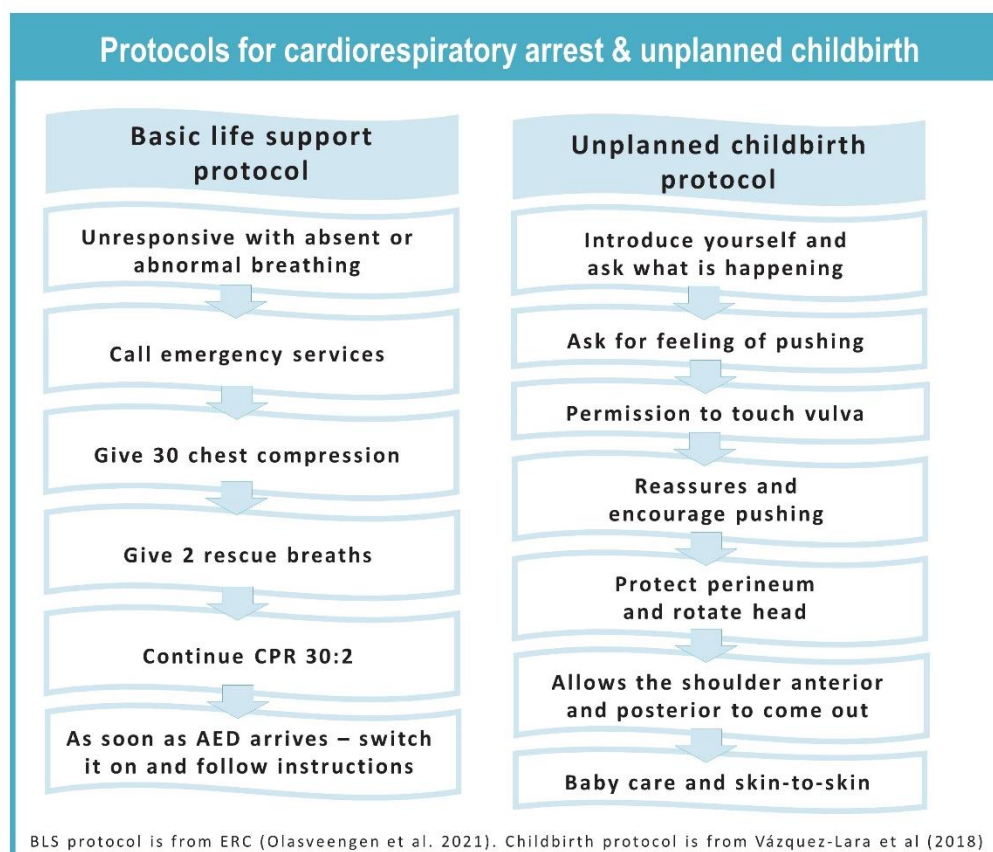 Protocols for cardiorespiratory arrest & unplanned childbirth
Basic life support
protocol
Unresponsive with absent or
abnormal breathing
Call emergency services
Give 30 chest compression
Give 2 rescue breaths
Continue CPR 30:2
As soon as AED arrives – switch
it on and follow instructions
Unplanned childbirth
protocol
Introduce yourself and
ask what is happening
Ask for feeling of pushing
Permission to touch vulva
Reassures and
encourage pushing
Protect perineum
and rotate head
Allows the shoulder anterior
and posterior to come out
Baby care and skin-to-skin
BLS protocol is from ERC (Olasveengen et al. 2021). Childbirth protocol is from Vázquez-Lara et al (2018)